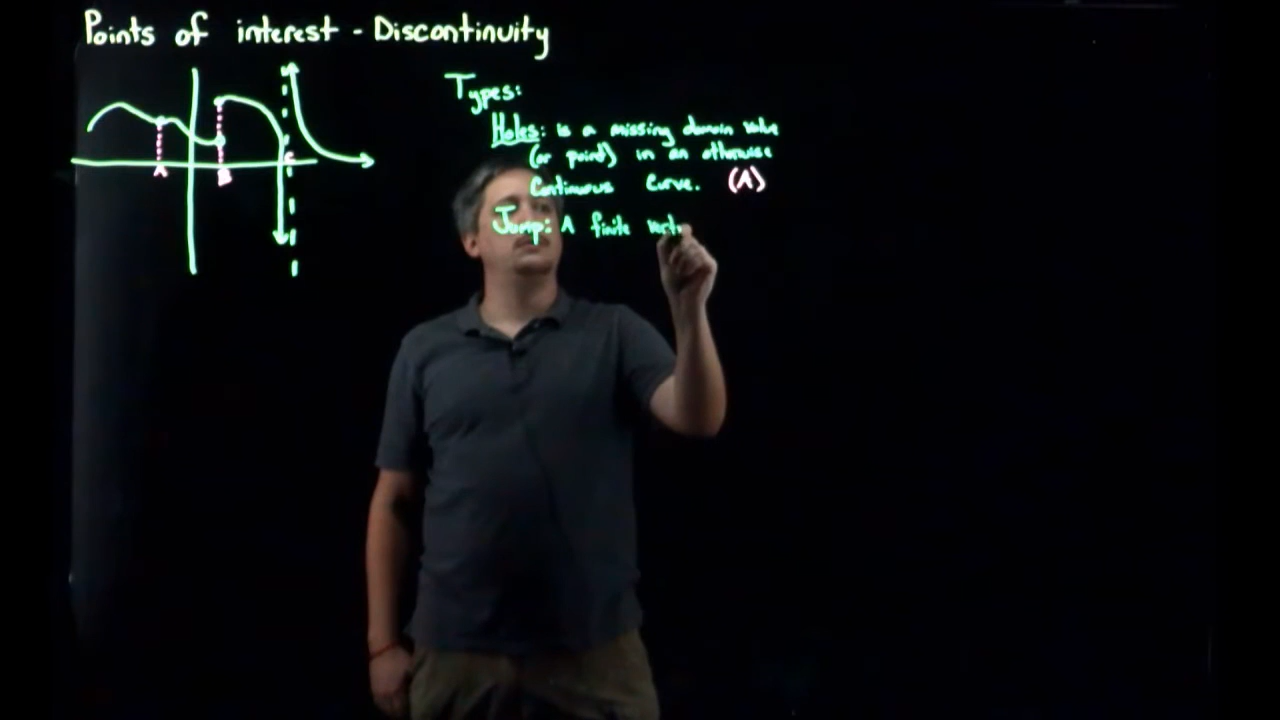 Points of interest - Discontinuity
Types:
Holes: is a missing domain value
(or point) in an otherwise
Continuous Curve. (A)
Jump: A finite vert
A
B
C